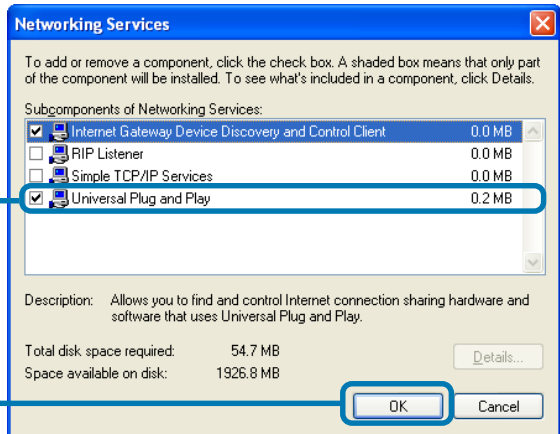 Networking Services
To add or remove a component, click the check box. A shaded box means that only part
of the component will be installed. To see what's included in a component, click Details.
Subcomponents of Networking Services:
Internet Gateway Device Discovery and Control Client 0.0 MB
RIP Listener 0.0 MB
Simple TCP/IP Services 0.0 MB
Universal Plug and Play 0.2 MB
Description: Allows you to find and control Internet connection sharing hardware and
software that uses Universal Plug and Play.
Total disk space required: 54.7 MB
Space available on disk: 1926.8 MB
Details...
OK Cancel